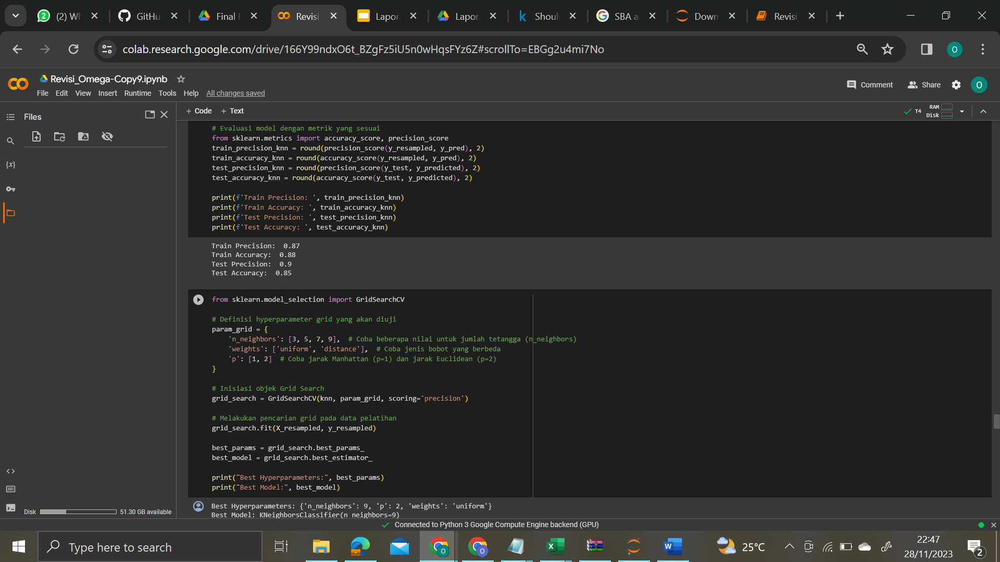 (2) Wh
GitHu
Final
Revisi
Lapor
Lapor
Shoul
SBA a
Down
Revisi
colab.research.google.com/drive/166Y99ndxO6t_BZgFz5iU5n0wHqsFYz6Z#scrollTo=EBGg2u4mi7No
O
Revisi_Omega-Copy9.ipynb
File Edit View Insert Runtime Tools Help All changes saved
Comment Share O
Files
+ Code + Text
T4 RAM
Disk
{x}
# Evaluasi model dengan metrik yang sesuai
from sklearn.metrics import accuracy_score, precision_score
train_precision_knn = round(precision_score(y_resampled, y_pred), 2)
train_accuracy_knn = round(accuracy_score(y_resampled, y_pred), 2)
test_precision_knn = round(precision_score(y_test, y_predicted), 2)
test_accuracy_knn = round(accuracy_score(y_test, y_predicted), 2)
print(f'Train Precision: ', train_precision_knn)
print(f'Train Accuracy: ', train_accuracy_knn)
print(f'Test Precision: ', test_precision_knn)
print(f'Test Accuracy: ', test_accuracy_knn)
Train Precision:  0.87
Train Accuracy:  0.88
Test Precision:  0.9
Test Accuracy:  0.85
from sklearn.model_selection import GridSearchCV
# Definisi hyperparameter grid yang akan diuji
param_grid = {
    'n_neighbors': [3, 5, 7, 9],  # Coba beberapa nilai untuk jumlah tetangga (n_neighbors)
    'weights': ['uniform', 'distance'],  # Coba jenis bobot yang berbeda
    'p': [1, 2]  # Coba jarak Manhattan (p=1) dan jarak Euclidean (p=2)
}
# Inisiasi objek Grid Search
grid_search = GridSearchCV(knn, param_grid, scoring='precision')
# Melakukan pencarian grid pada data pelatihan
grid_search.fit(X_resampled, y_resampled)
best_params = grid_search.best_params_
best_model = grid_search.best_estimator_
print("Best Hyperparameters:", best_params)
print("Best Model:", best_model)
Best Hyperparameters: {'n_neighbors': 9, 'p': 2, 'weights': 'uniform'}
Best Model: KNeighborsClassifier(n_neighbors=9)
Disk 51.30 GB available
Connected to Python 3 Google Compute Engine backend (GPU)
Type here to search
25°C
22:47
28/11/2023
2